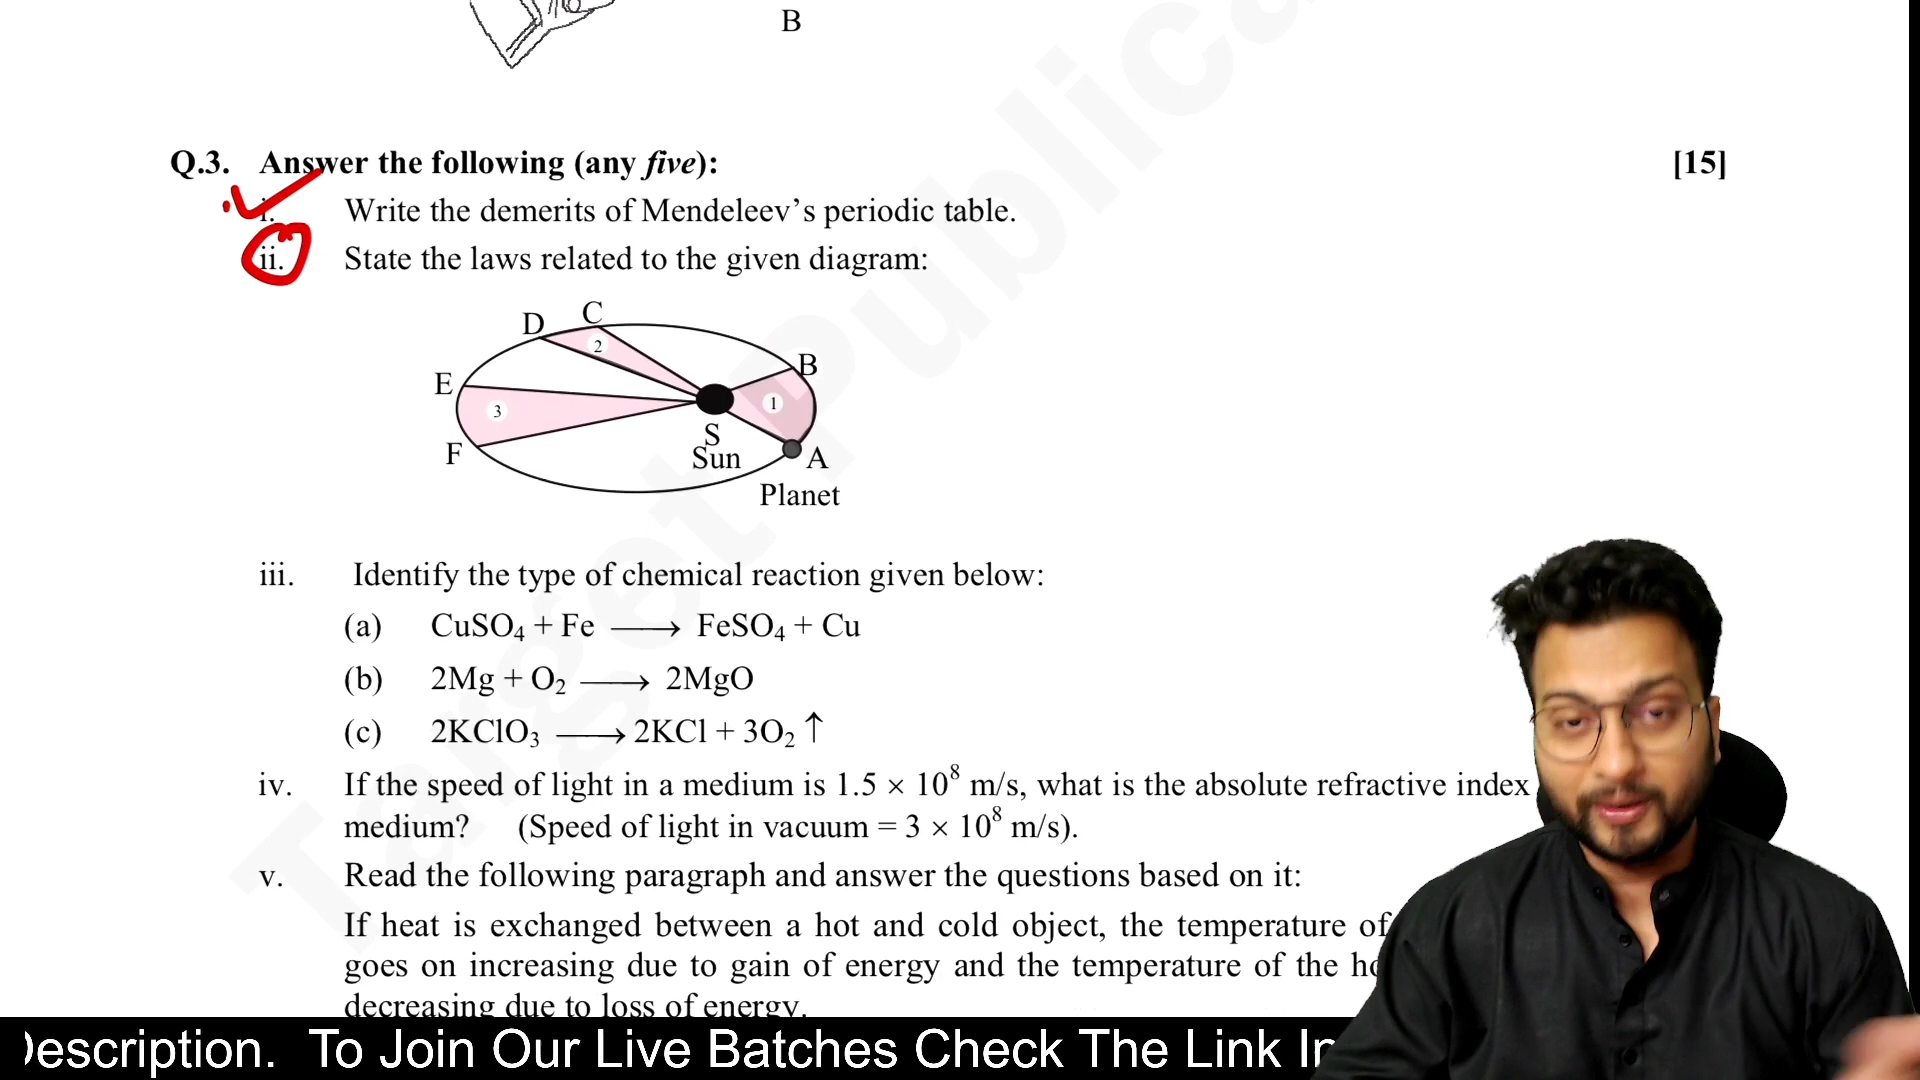 B
Q.3. Answer the following (any five): [15]
i. Write the demerits of Mendeleev’s periodic table.
ii. State the laws related to the given diagram:
D C
2
B
E
3
1
S
F
Sun
A
Planet
iii. Identify the type of chemical reaction given below:
(a) CuSO₄ + Fe ⟶ FeSO₄ + Cu
(b) 2Mg + O₂ ⟶ 2MgO
(c) 2KClO₃ ⟶ 2KCl + 3O₂ ↑
iv. If the speed of light in a medium is 1.5 × 10⁸ m/s, what is the absolute refractive index
medium? (Speed of light in vacuum = 3 × 10⁸ m/s).
v. Read the following paragraph and answer the questions based on it:
If heat is exchanged between a hot and cold object, the temperature of
goes on increasing due to gain of energy and the temperature of the
decreasing due to loss of energy.
Description. To Join Our Live Batches Check The Link
Target Publica